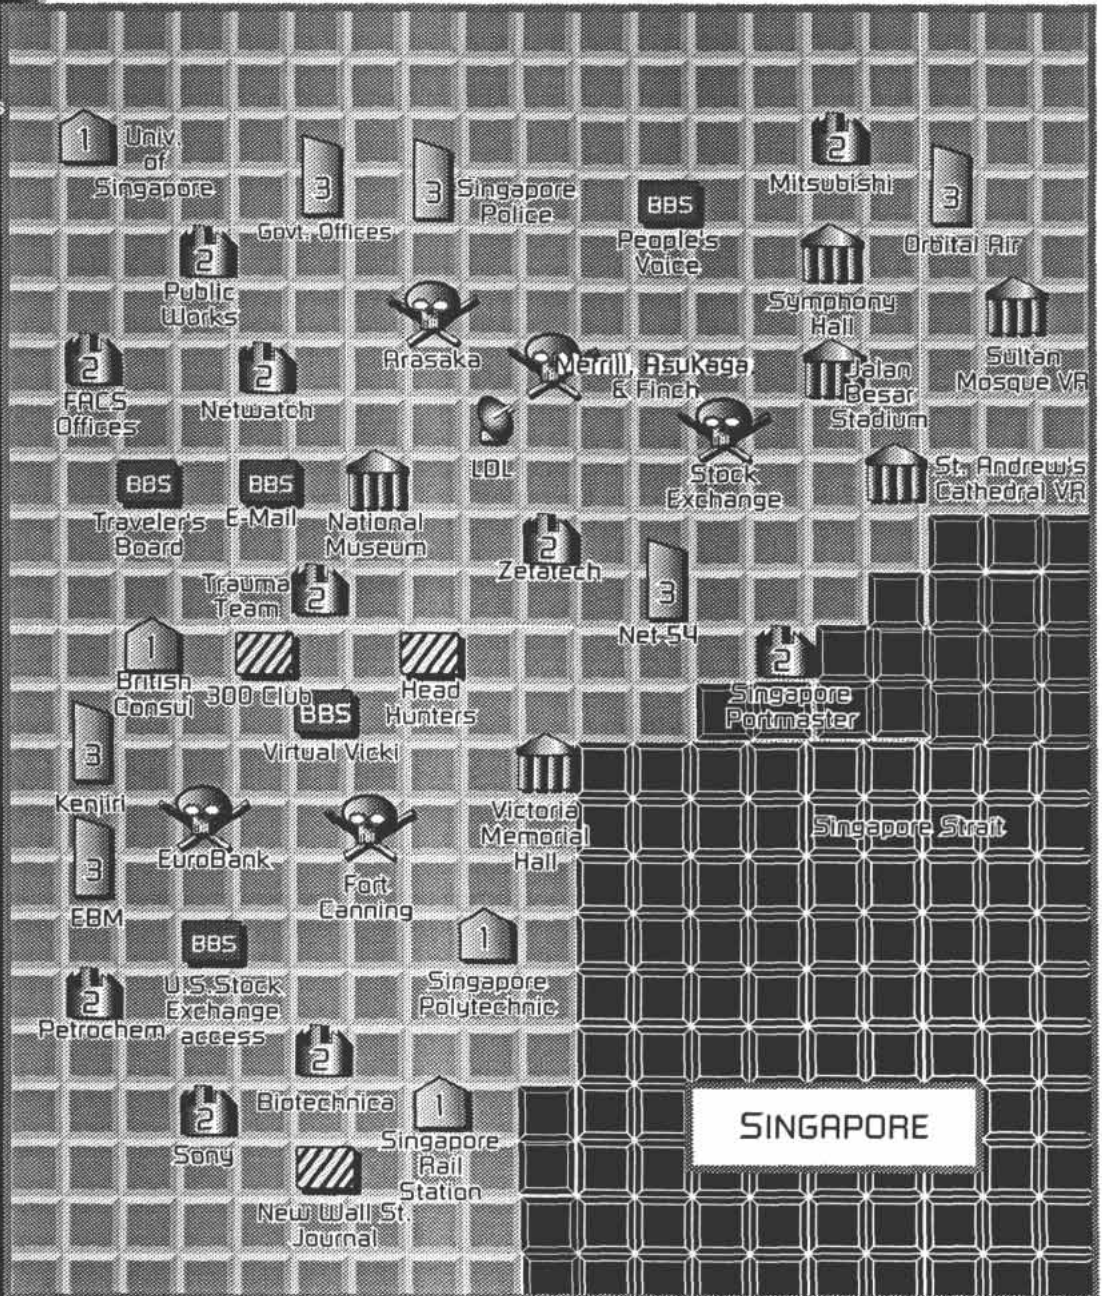 s
1
Univ.
of
Singapore
3
Govt. Offices
3
Singapore
Police
BBS
People's
Voice
2
Mitsubishi
3
Orbital Air
2
Public
Works
Arasaka
Symphony
Hall
Sultan
Mosque VR
2
FACS
Offices
2
Netwatch
Merrill, Asukaga
& Finch
Jalan
Besar
Stadium
LDL
Stock
Exchange
St. Andrew's
Cathedral VR
BBS
Traveler's
Board
BBS
E-Mail
National
Museum
2
Zetatech
3
Net 54
Trauma
Team
2
1
British
Consul
300 Club
Head
Hunters
2
Singapore
Portmaster
BBS
Virtual Vicki
3
Kenjiri
Victoria
Memorial
Hall
Singapore Strait
EuroBank
Fort
Canning
3
EBM
BBS
U.S. Stock
Exchange
access
1
Singapore
Polytechnic
2
Petrochem
2
Biotechnica
2
Sony
1
Singapore
Rail
Station
New Wall St.
Journal
SINGAPORE